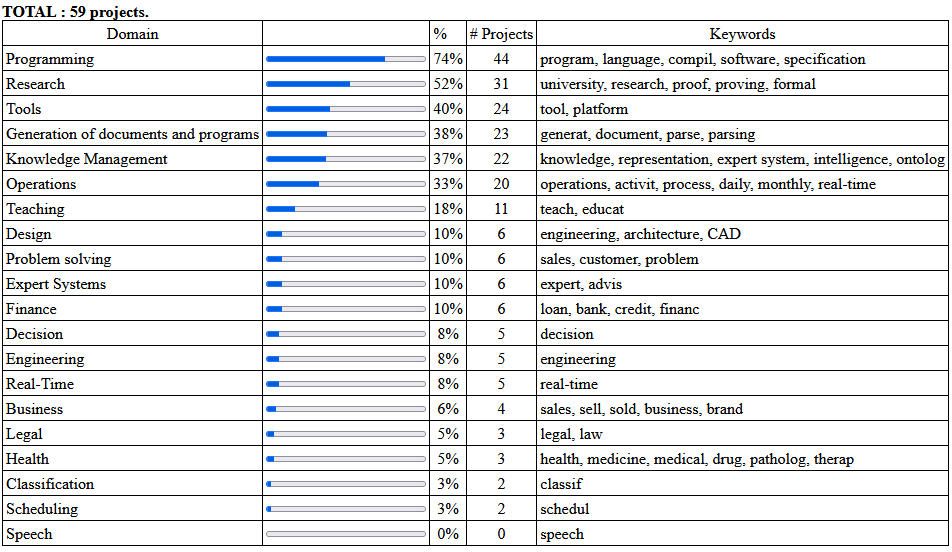 TOTAL : 59 projects.
Domain % # Projects Keywords
Programming 74% 44 program, language, compil, software, specification
Research 52% 31 university, research, proof, proving, formal
Tools 40% 24 tool, platform
Generation of documents and programs 38% 23 generat, document, parse, parsing
Knowledge Management 37% 22 knowledge, representation, expert system, intelligence, ontolog
Operations 33% 20 operations, activit, process, daily, monthly, real-time
Teaching 18% 11 teach, educat
Design 10% 6 engineering, architecture, CAD
Problem solving 10% 6 sales, customer, problem
Expert Systems 10% 6 expert, advis
Finance 10% 6 loan, bank, credit, financ
Decision 8% 5 decision
Engineering 8% 5 engineering
Real-Time 8% 5 real-time
Business 6% 4 sales, sell, sold, business, brand
Legal 5% 3 legal, law
Health 5% 3 health, medicine, medical, drug, patholog, therap
Classification 3% 2 classif
Scheduling 3% 2 schedul
Speech 0% 0 speech